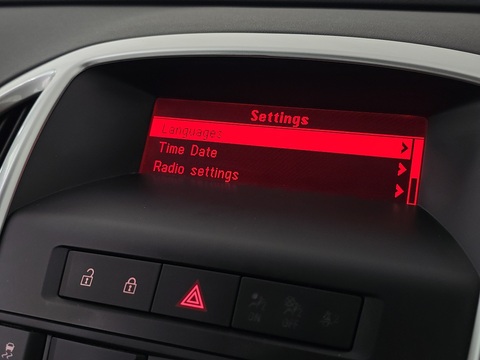 Settings
Languages
Time Date
Radio settings